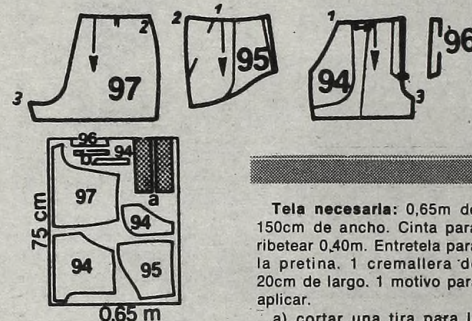 1
2
2
1
96
97
95
94
3
3
96
94
b
97
a
94
75 cm
94
95
0.65 m
Tela necesaria: 0,65m de
150cm de ancho. Cinta para
ribetear 0,40m. Entretela para
la pretina. 1 cremallera de
20cm de largo. 1 motivo para
aplicar.
a) cortar una tira para l